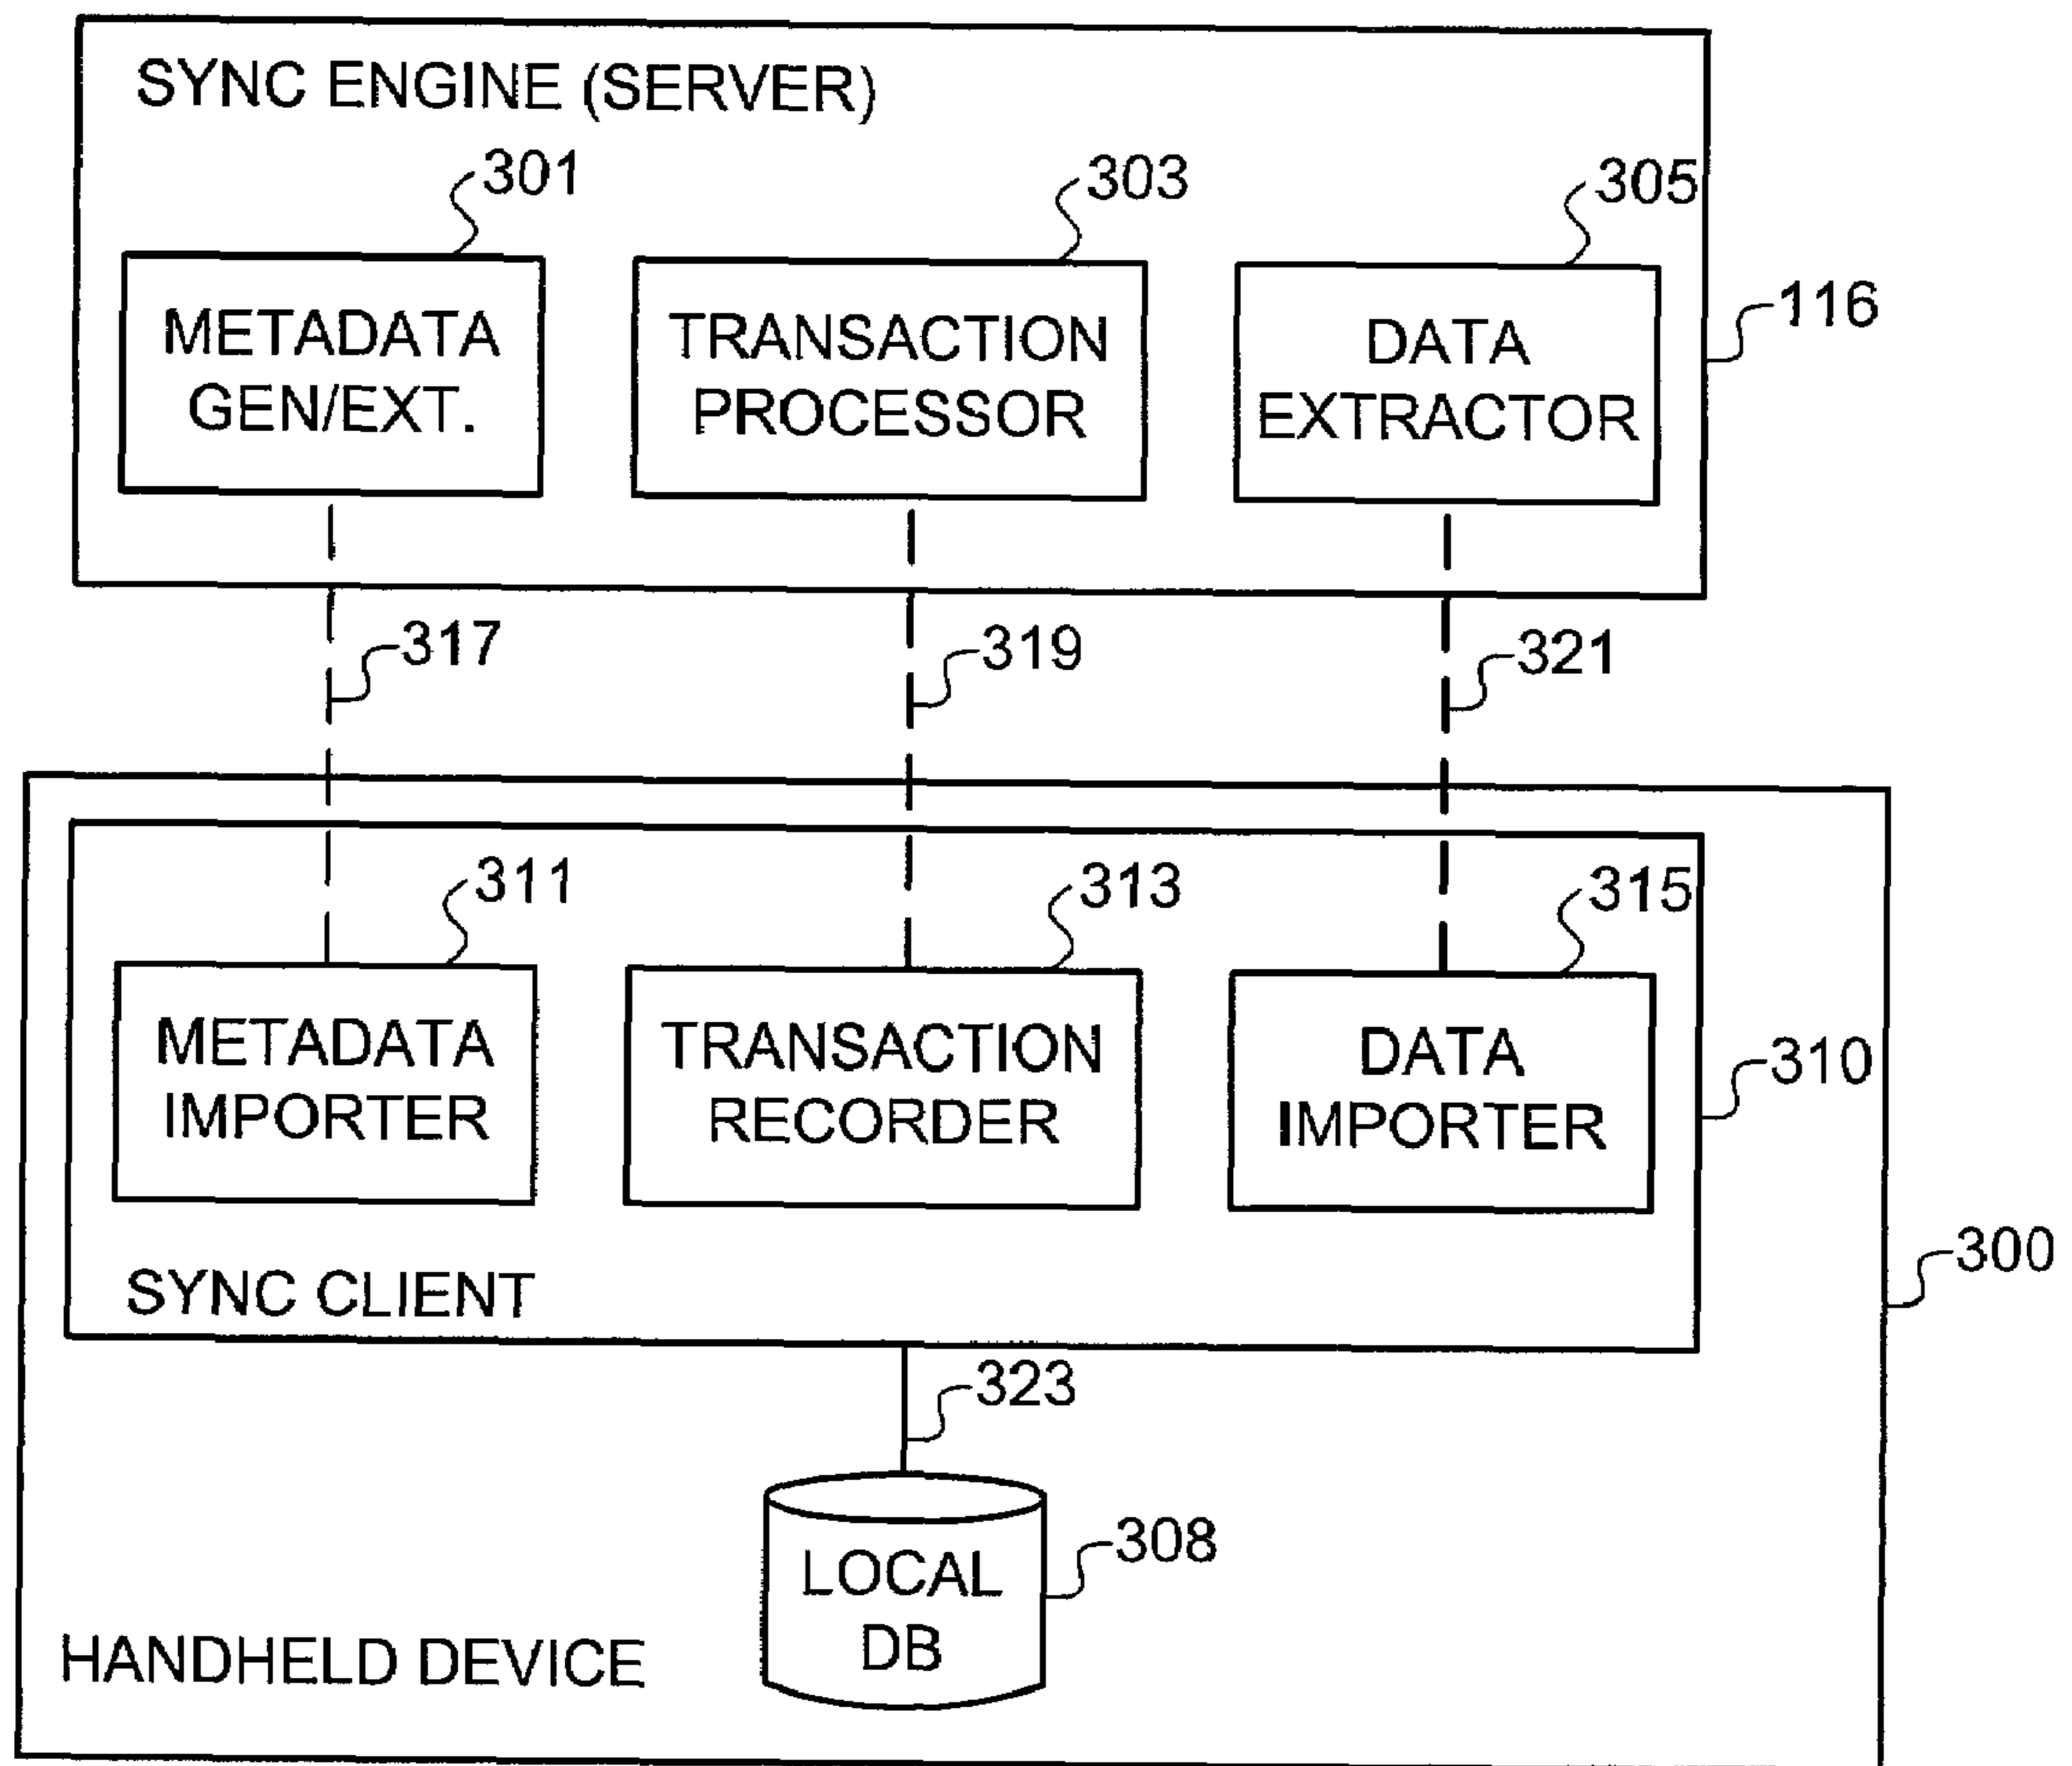 SYNC ENGINE (SERVER)
301
303
305
METADATA
GEN/EXT.
TRANSACTION
PROCESSOR
DATA
EXTRACTOR
116
317
319
321
311
313
315
METADATA
IMPORTER
TRANSACTION
RECORDER
DATA
IMPORTER
310
SYNC CLIENT
300
323
LOCAL
DB
308
HANDHELD DEVICE